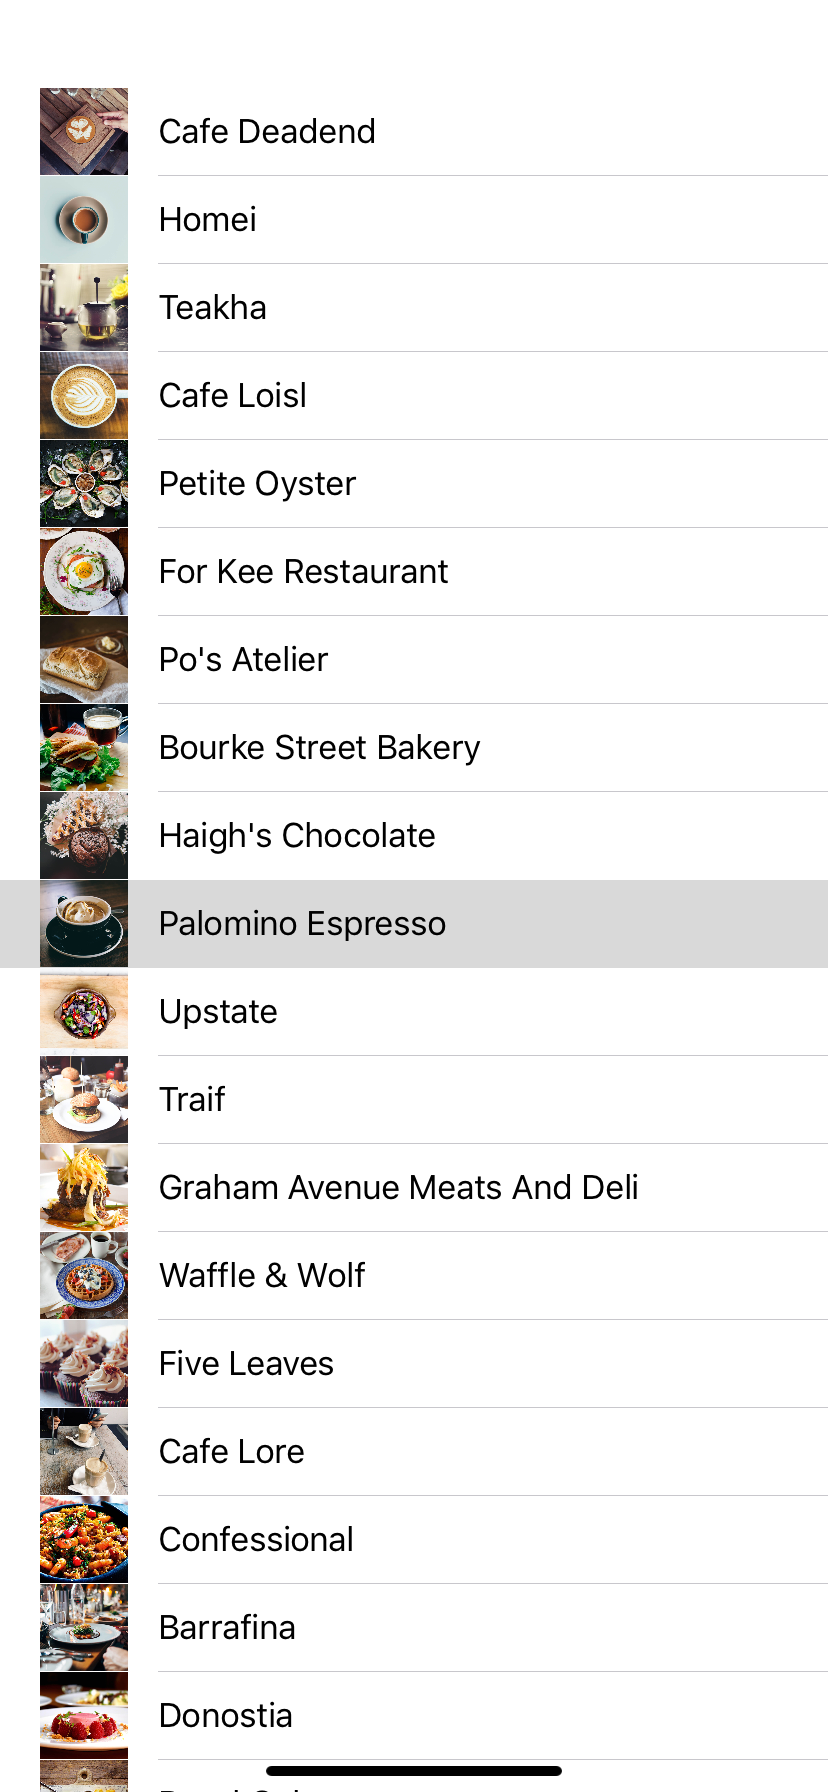 Cafe Deadend
Homei
Teakha
Cafe Loisl
Petite Oyster
For Kee Restaurant
Po's Atelier
Bourke Street Bakery
Haigh's Chocolate
Palomino Espresso
Upstate
Traif
Graham Avenue Meats And Deli
Waffle & Wolf
Five Leaves
Cafe Lore
Confessional
Barrafina
Donostia